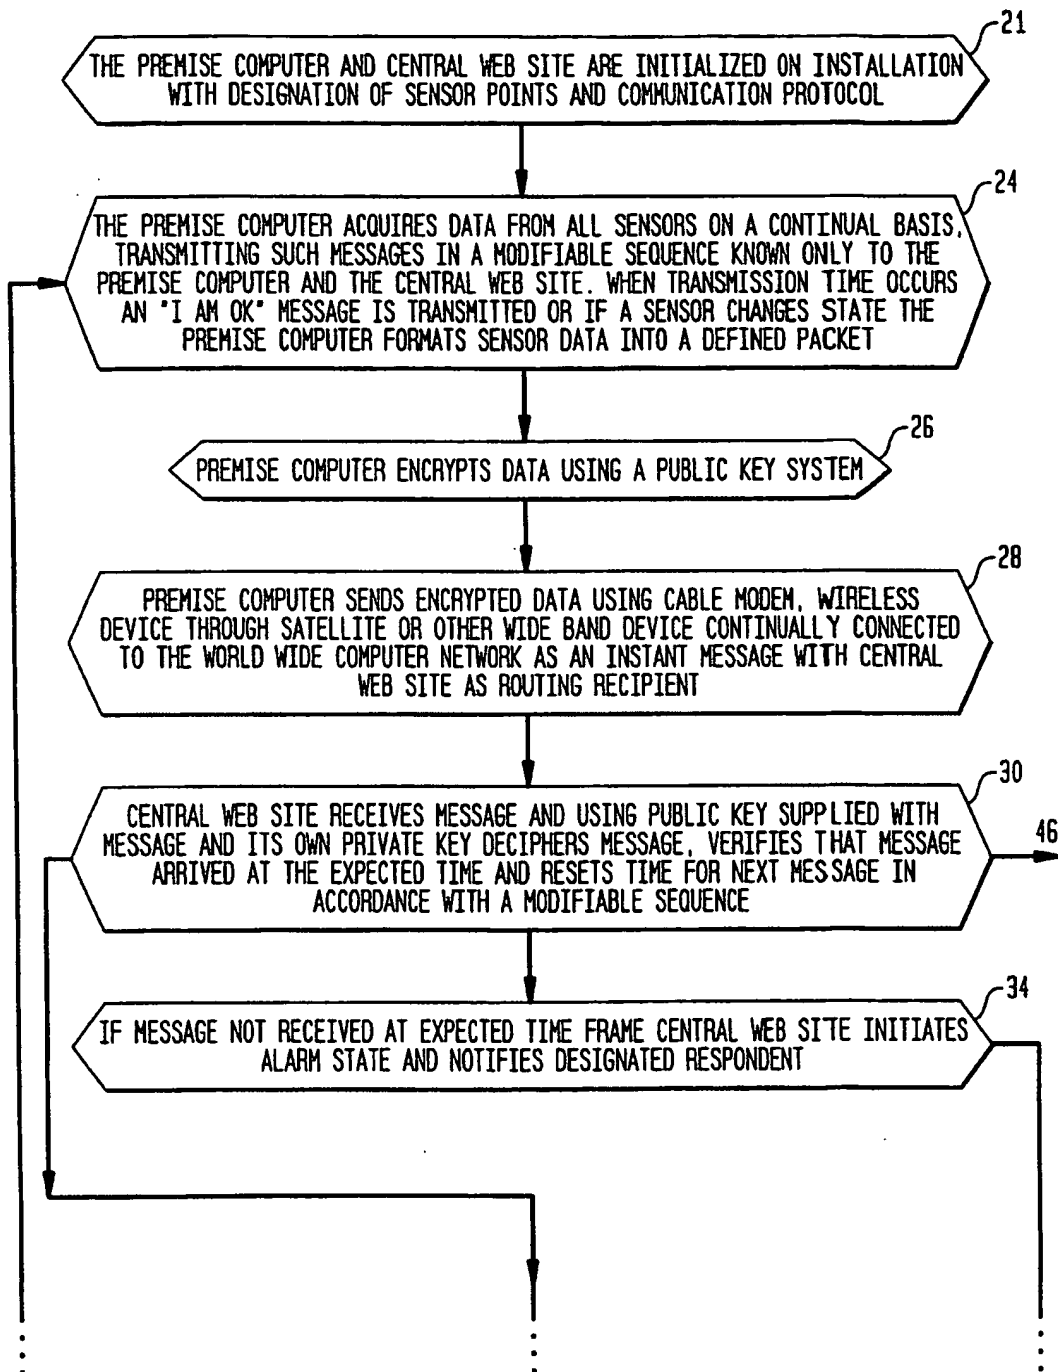 21
THE PREMISE COMPUTER AND CENTRAL WEB SITE ARE INITIALIZED ON INSTALLATION
WITH DESIGNATION OF SENSOR POINTS AND COMMUNICATION PROTOCOL
24
THE PREMISE COMPUTER ACQUIRES DATA FROM ALL SENSORS ON A CONTINUAL BASIS,
TRANSMITTING SUCH MESSAGES IN A MODIFIABLE SEQUENCE KNOWN ONLY TO THE
PREMISE COMPUTER AND THE CENTRAL WEB SITE. WHEN TRANSMISSION TIME OCCURS
AN "I AM OK" MESSAGE IS TRANSMITTED OR IF A SENSOR CHANGES STATE THE
PREMISE COMPUTER FORMATS SENSOR DATA INTO A DEFINED PACKET
26
PREMISE COMPUTER ENCRYPTS DATA USING A PUBLIC KEY SYSTEM
28
PREMISE COMPUTER SENDS ENCRYPTED DATA USING CABLE MODEM, WIRELESS
DEVICE THROUGH SATELLITE OR OTHER WIDE BAND DEVICE CONTINUALLY CONNECTED
TO THE WORLD WIDE COMPUTER NETWORK AS AN INSTANT MESSAGE WITH CENTRAL
WEB SITE AS ROUTING RECIPIENT
30
CENTRAL WEB SITE RECEIVES MESSAGE AND USING PUBLIC KEY SUPPLIED WITH
MESSAGE AND ITS OWN PRIVATE KEY DECIPHERS MESSAGE, VERIFIES THAT MESSAGE
ARRIVED AT THE EXPECTED TIME AND RESETS TIME FOR NEXT MESSAGE IN
ACCORDANCE WITH A MODIFIABLE SEQUENCE
46
34
IF MESSAGE NOT RECEIVED AT EXPECTED TIME FRAME CENTRAL WEB SITE INITIATES
ALARM STATE AND NOTIFIES DESIGNATED RESPONDENT